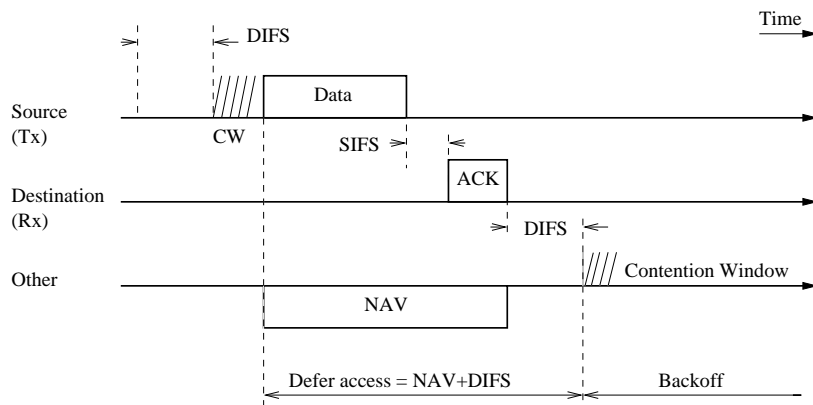 Time
DIFS
Data
Source
(Tx)
CW
SIFS
ACK
Destination
(Rx)
DIFS
Contention Window
Other
NAV
Defer access = NAV+DIFS
Backoff